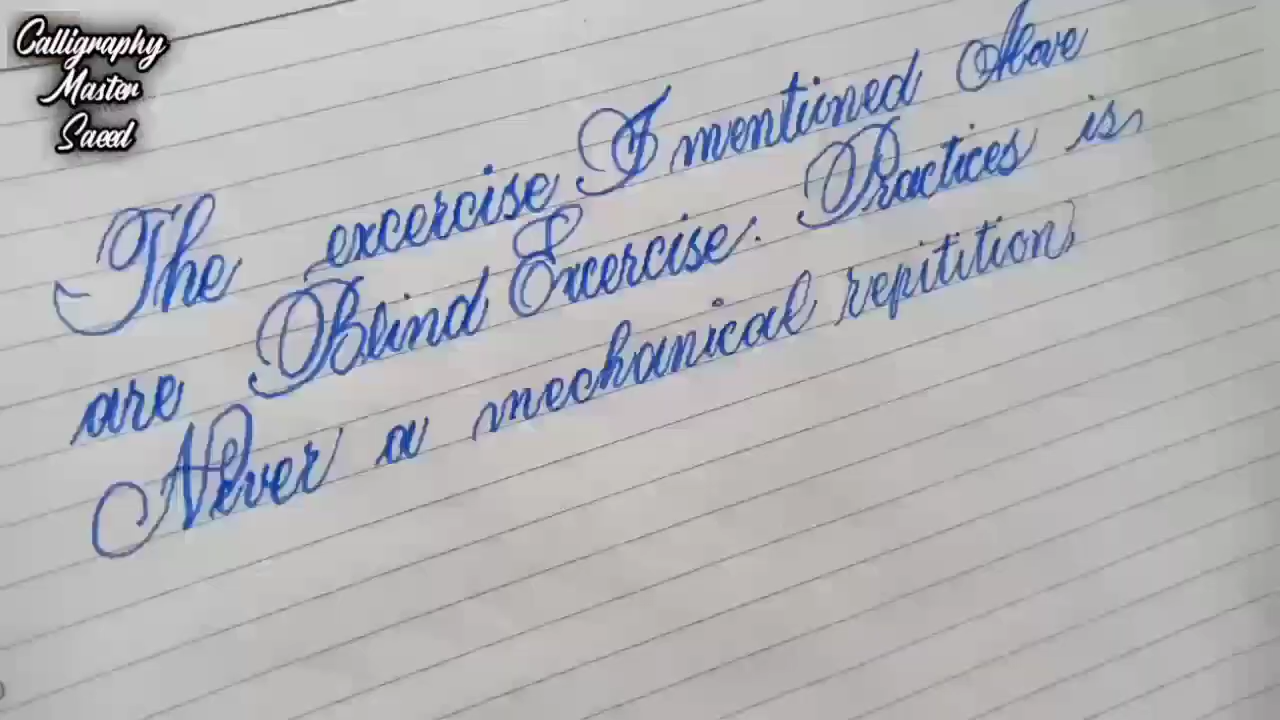 Calligraphy
Master
Saeed
The excercise I mentioned Above
are Blind Excercise. Practices is
Never a mechanical repitition,